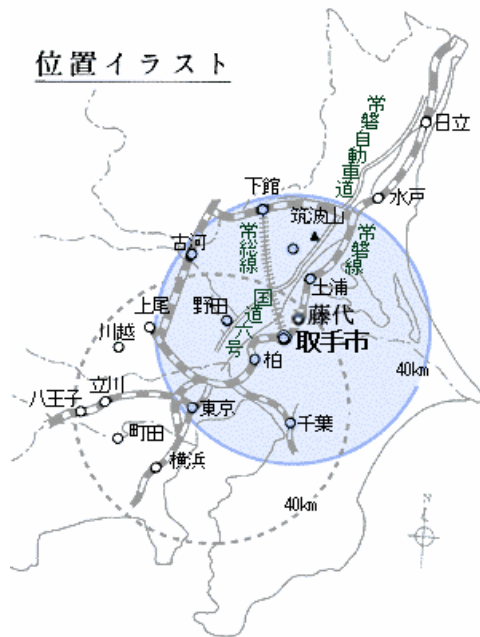 位置イラスト
常磐自動車道
日立
水戸
下館
筑波山
常総線
常磐線
古河
土浦
国道六号
上尾
野田
藤代
川越
取手市
柏
40km
八王子
立川
東京
千葉
町田
横浜
40km
N